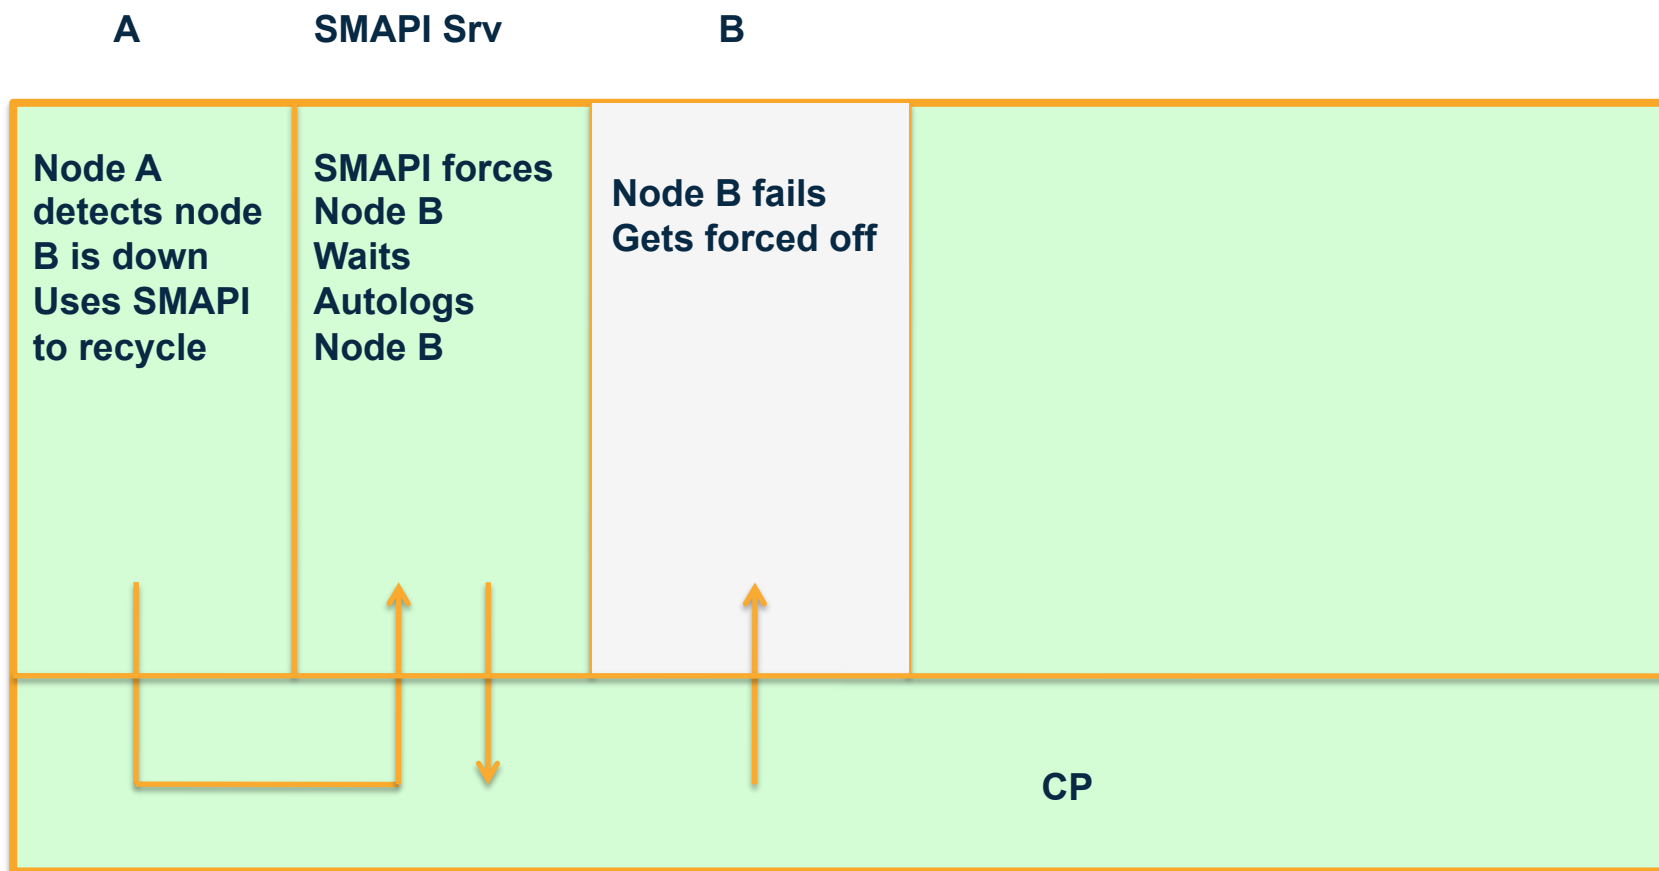 A
SMAPI Srv
B
Node A
detects node
B is down
Uses SMAPI
to recycle
SMAPI forces
Node B
Waits
Autologs
Node B
Node B fails
Gets forced off
CP